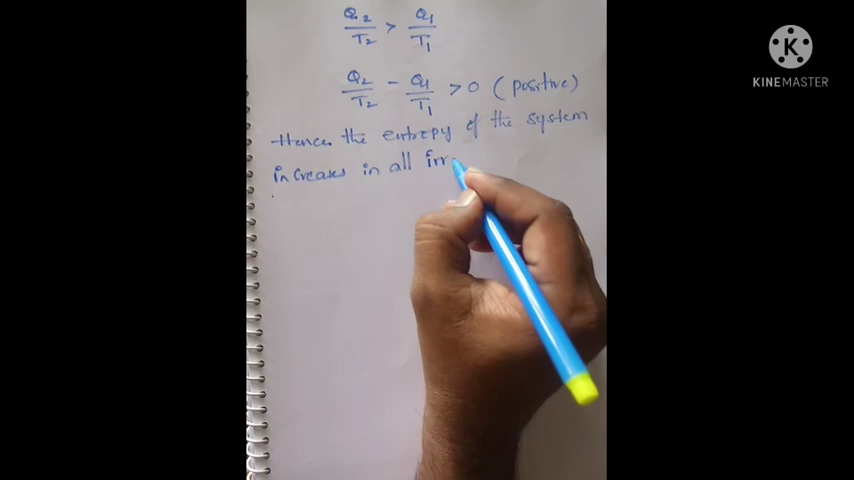 Q2/T2 > Q1/T1
Q2/T2 - Q1/T1 > 0 (positive)
Hence the entropy of the system
increases in all irr
K
KINEMASTER